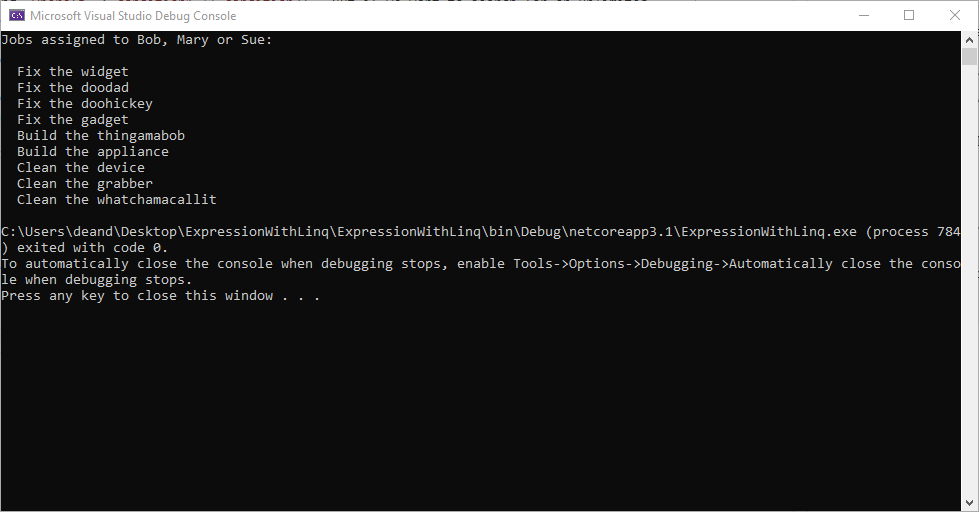 Microsoft Visual Studio Debug Console
Jobs assigned to Bob, Mary or Sue:
Fix the widget
Fix the doodad
Fix the doohickey
Fix the gadget
Build the thingamabob
Build the appliance
Clean the device
Clean the grabber
Clean the whatchamacallit
C:\Users\deand\Desktop\ExpressionWithLinq\ExpressionWithLinq\bin\Debug\netcoreapp3.1\ExpressionWithLinq.exe (process 784
) exited with code 0.
To automatically close the console when debugging stops, enable Tools->Options->Debugging->Automatically close the conso
le when debugging stops.
Press any key to close this window . . .